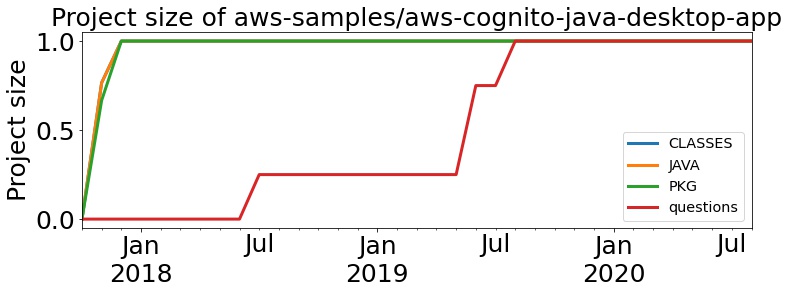 Project size of aws-samples/aws-cognito-java-desktop-app
Project size
1.0
0.5
0.0
CLASSES
JAVA
PKG
questions
Jan Jul Jan Jul Jan Jul
2018 2019 2020